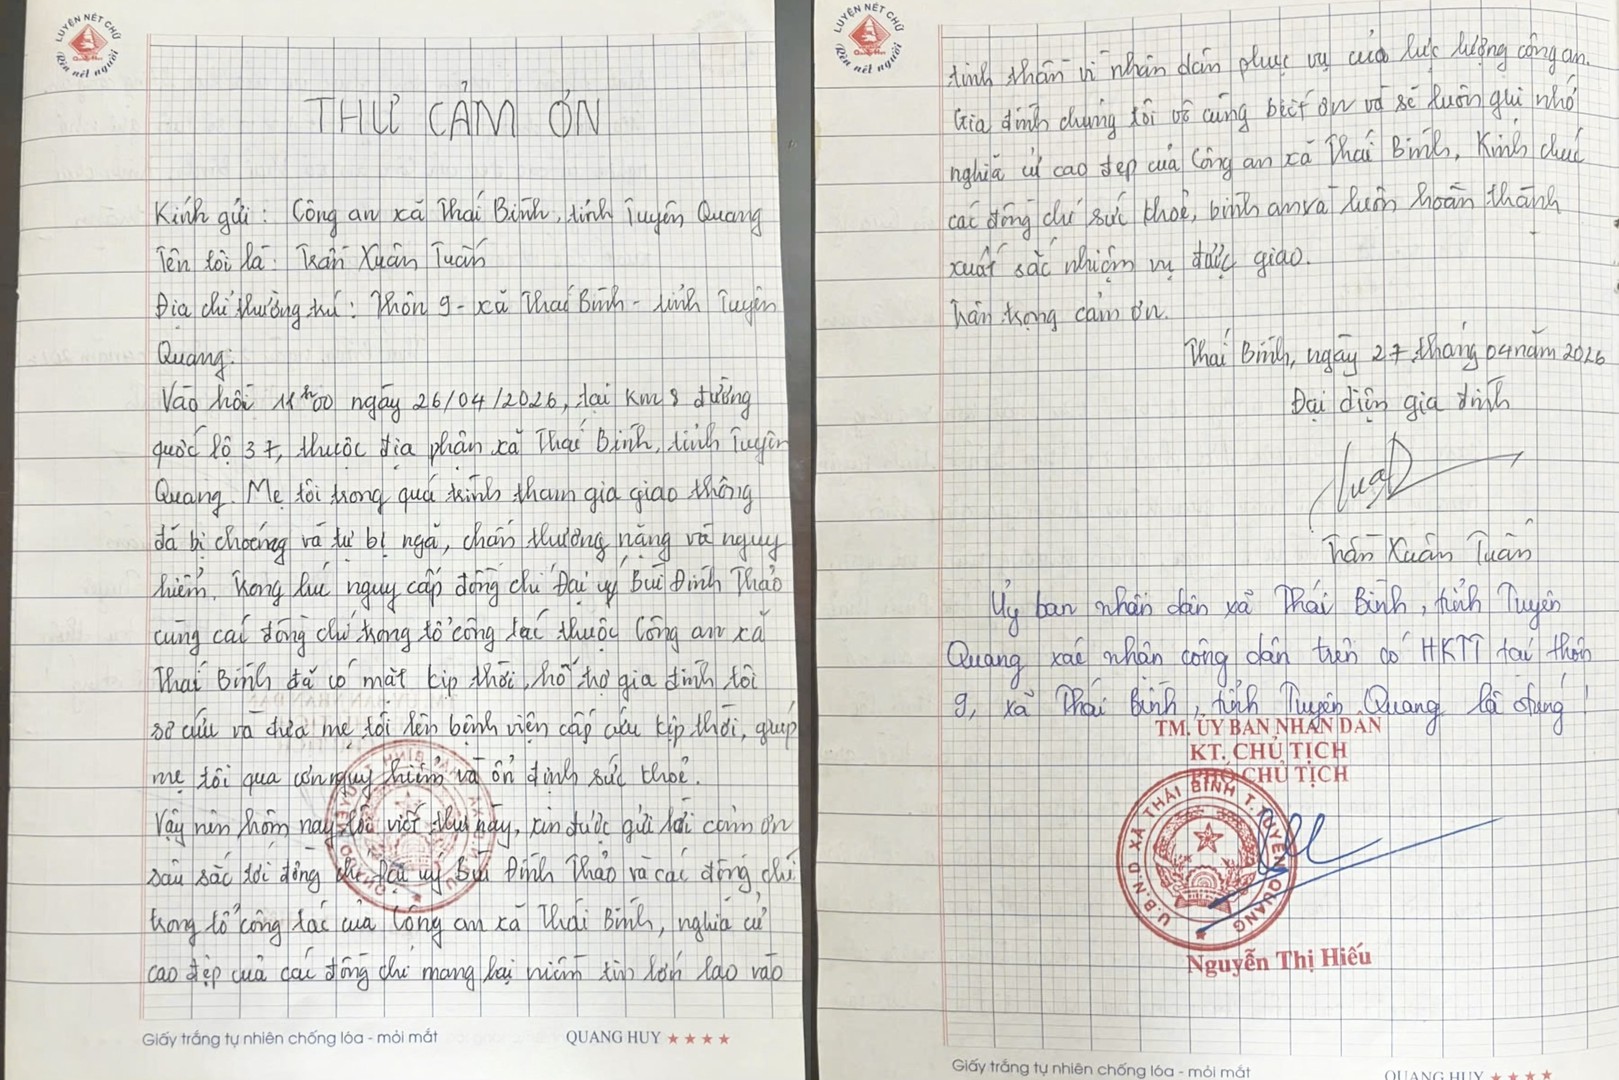 LUYỆN NÉT CHỮ
Rèn nết người
THƯ CẢM ƠN
Kính gửi: Công an xã Thái Bình, tỉnh Tuyên Quang
Tên tôi là: Trần Xuân Tuấn
Địa chỉ thường trú: Thôn 9 - xã Thái Bình - tỉnh Tuyên
Quang.
Vào hồi 11h00 ngày 26/04/2026, tại Km 8 đường
quốc lộ 37, thuộc địa phận xã Thái Bình, tỉnh Tuyên
Quang. Mẹ tôi trong quá trình tham gia giao thông
đã bị choáng và tự bị ngã, chấn thương nặng và nguy
hiểm. Trong lúc nguy cấp đồng chí Đại uý Bùi Đình Thảo
cùng các đồng chí trong tổ công tác thuộc Công an xã
Thái Bình đã có mặt kịp thời, hỗ trợ gia đình tôi
sơ cứu và đưa mẹ tôi lên bệnh viện cấp cứu kịp thời, giúp
mẹ tôi qua cơn nguy hiểm và ổn định sức khoẻ.
Vậy nên hôm nay tôi viết thư này, xin được gửi lời cảm ơn
sâu sắc tới đồng chí Đại uý Bùi Đình Thảo và các đồng chí
trong tổ công tác của Công an xã Thái Bình, nghĩa cử
cao đẹp của các đồng chí mang lại niềm tin lớn lao vào
Giấy trắng tự nhiên chống lóa - mỏi mắt QUANG HUY ★★★★
LUYỆN NÉT CHỮ
Rèn nết người
tinh thần vì nhân dân phục vụ của lực lượng công an.
Gia đình chúng tôi vô cùng biết ơn và sẽ luôn ghi nhớ
nghĩa cử cao đẹp của Công an xã Thái Bình, Kính chúc
các đồng chí sức khoẻ, bình an và luôn hoàn thành
xuất sắc nhiệm vụ được giao.
Trân trọng cảm ơn.
Thái Bình, ngày 27 tháng 04 năm 2026
Đại diện gia đình
Trần Xuân Tuấn
Ủy ban nhân dân xã Thái Bình, tỉnh Tuyên
Quang xác nhận công dân trên có HKTT tại thôn
9, xã Thái Bình, tỉnh Tuyên Quang là đúng!
TM. ỦY BAN NHÂN DÂN
KT. CHỦ TỊCH
PHÓ CHỦ TỊCH
U.B.N.D XÃ THÁI BÌNH T.TUYÊN QUANG
Nguyễn Thị Hiếu
Giấy trắng tự nhiên chống lóa - mỏi mắt QUANG HUY ★★★★